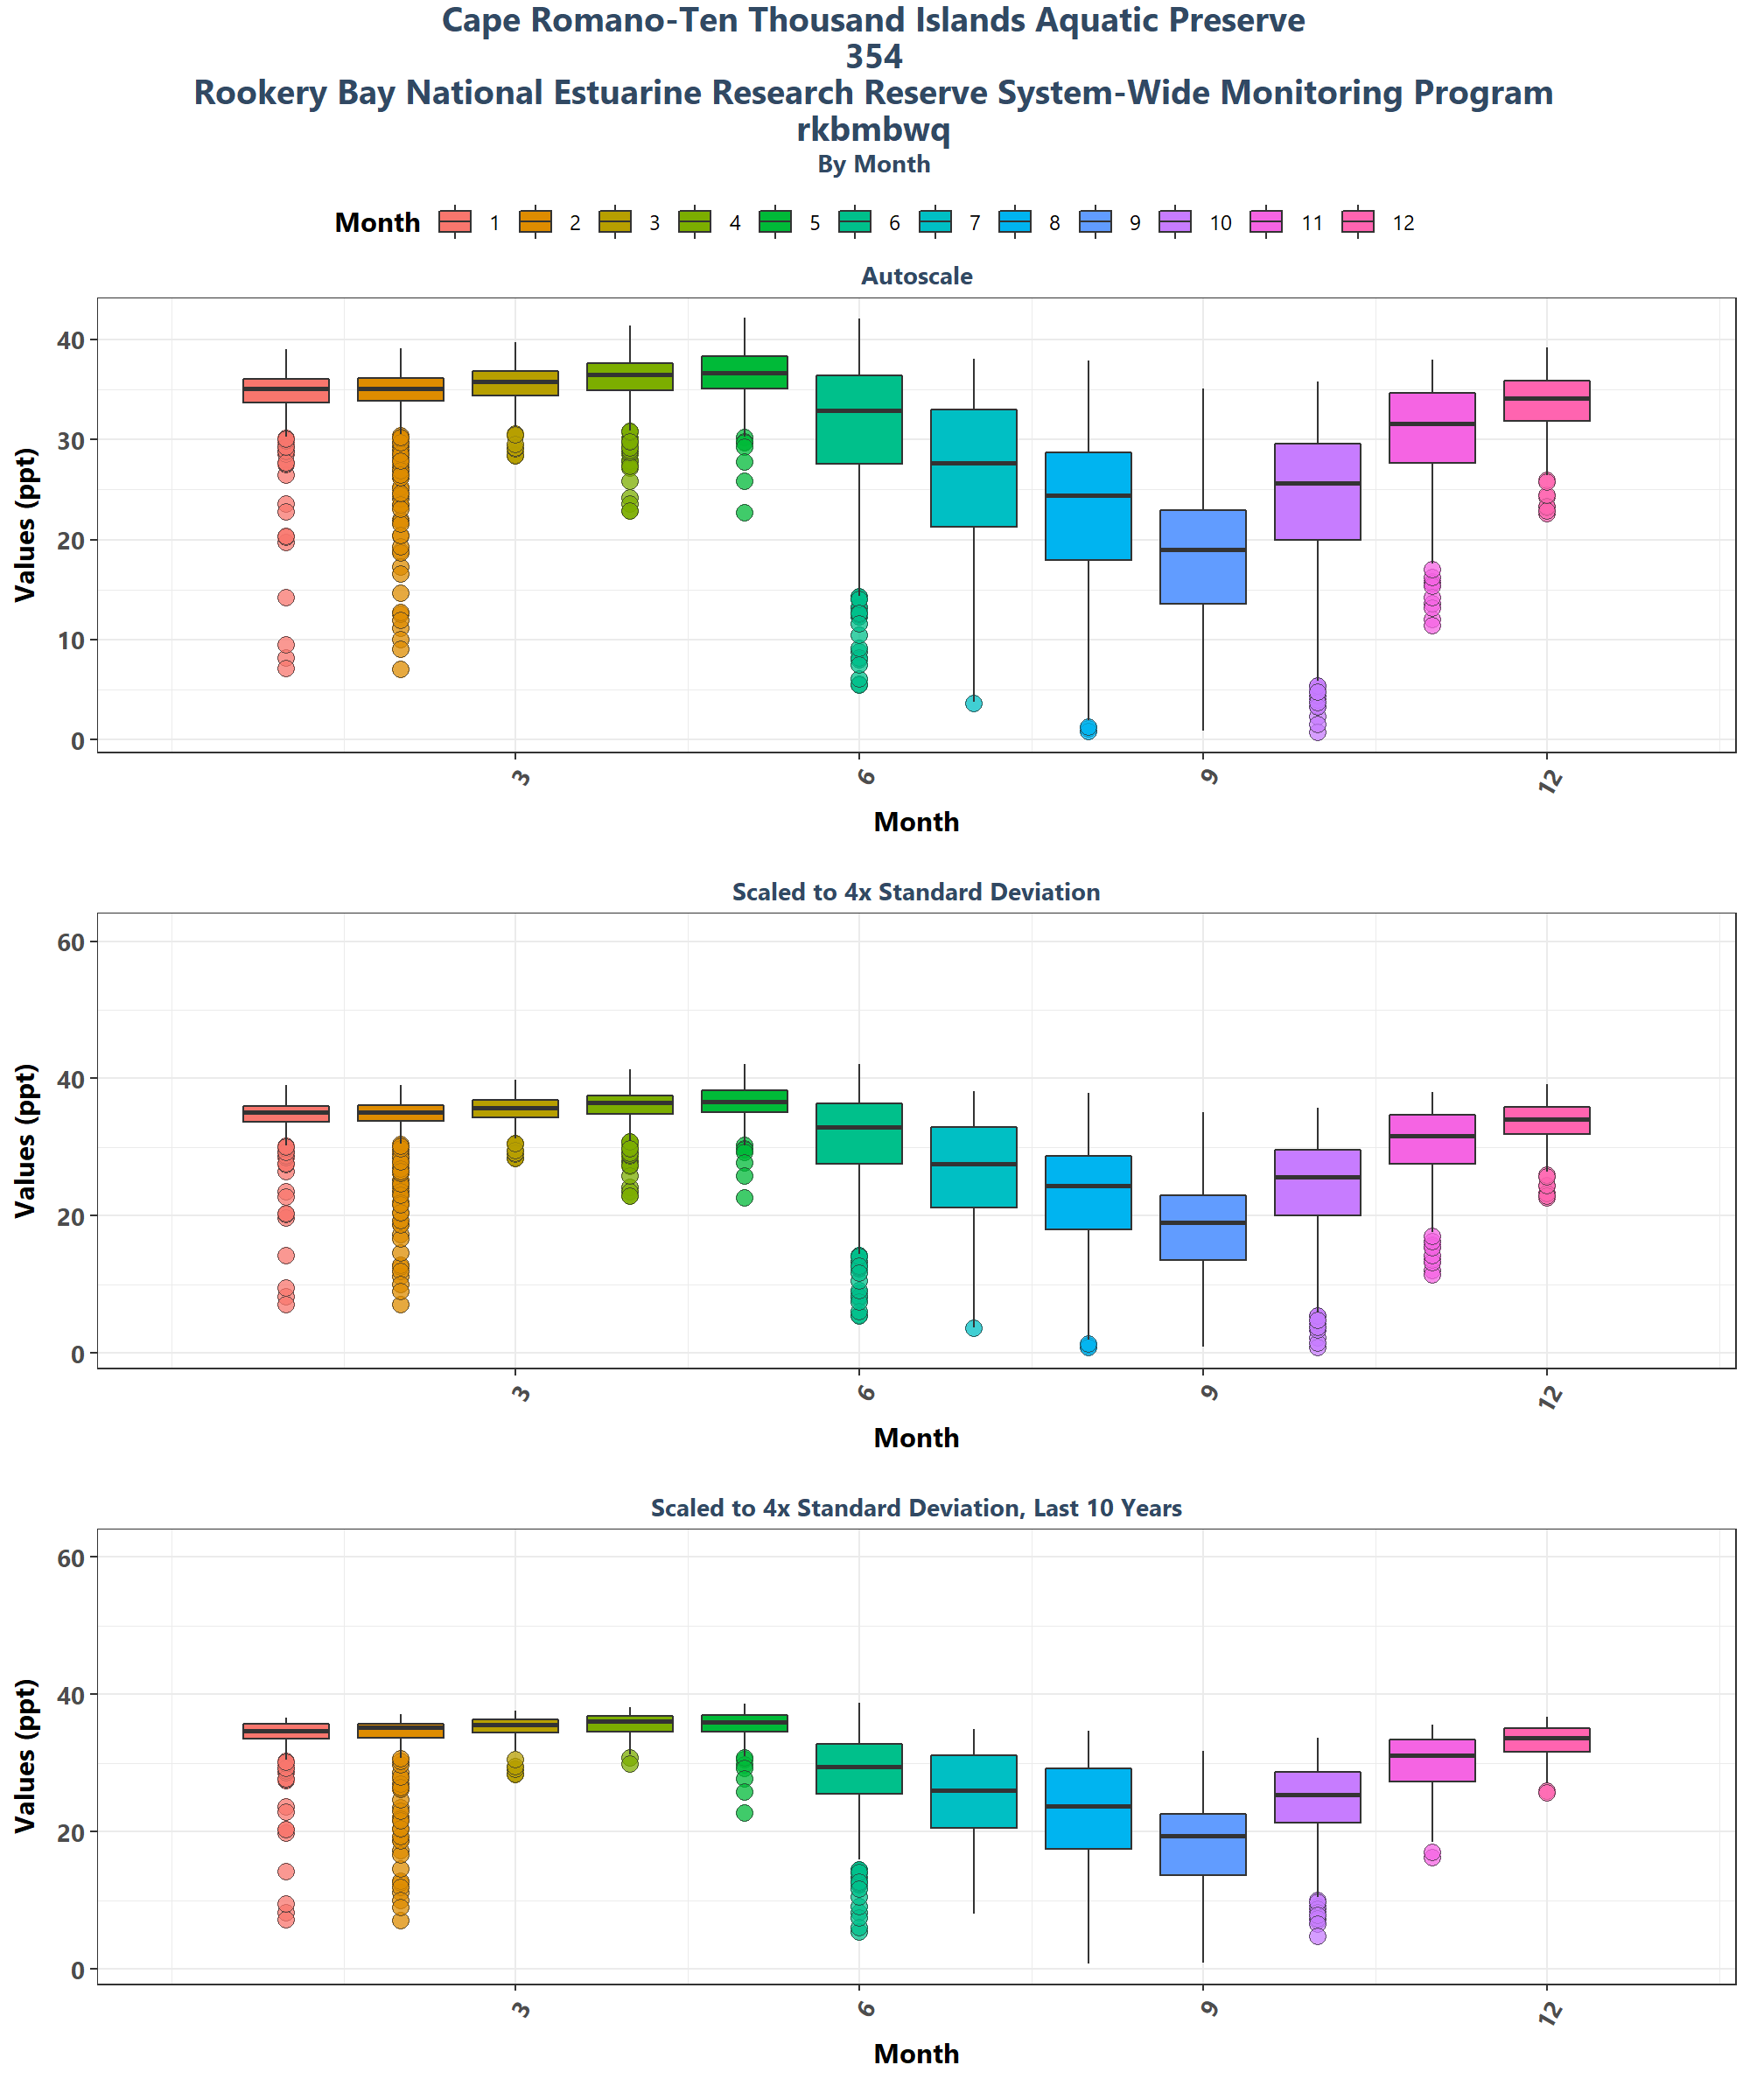 Cape Romano-Ten Thousand Islands Aquatic Preserve
354
Rookery Bay National Estuarine Research Reserve System-Wide Monitoring Program
rkbmbwq
By Month
Month 1 2 3 4 5 6 7 8 9 10 11 12
Autoscale
Values (ppt)
40
30
20
10
0
3 6 9 12
Month
Scaled to 4x Standard Deviation
Values (ppt)
60
40
20
0
3 6 9 12
Month
Scaled to 4x Standard Deviation, Last 10 Years
Values (ppt)
60
40
20
0
3 6 9 12
Month